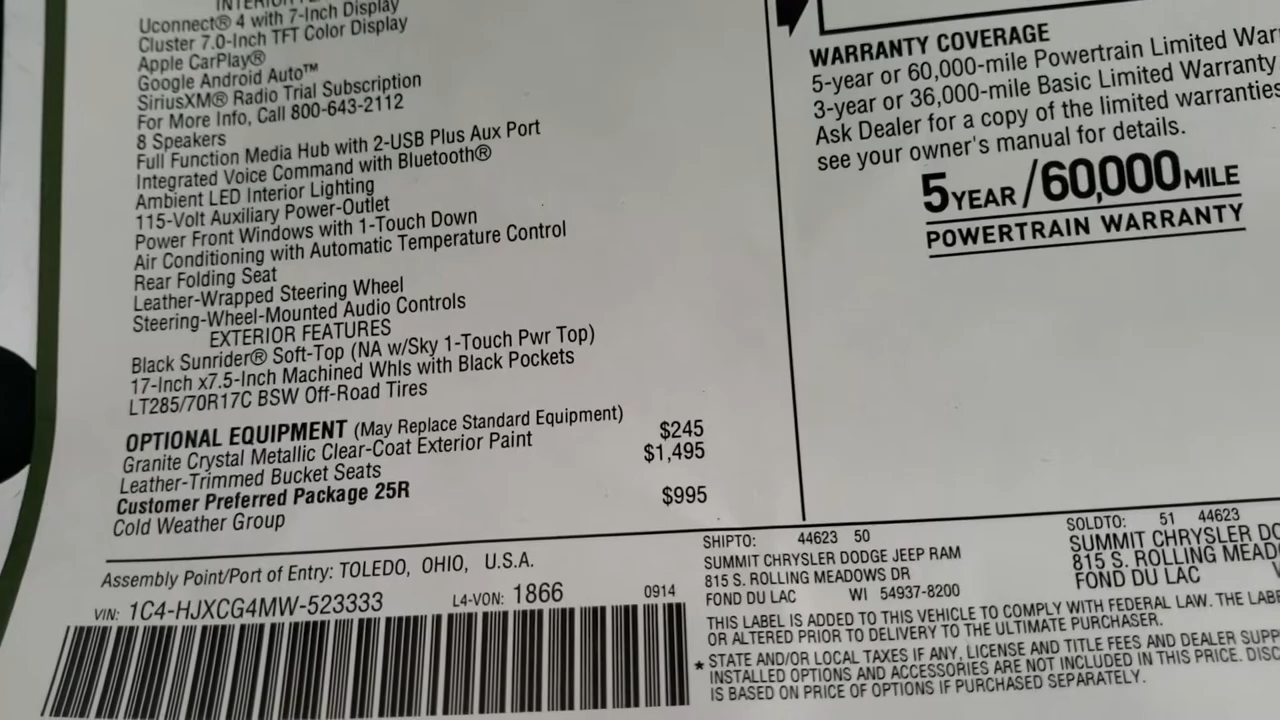 Uconnect® 4 with 7-Inch Display
Cluster 7.0-Inch TFT Color Display
Apple CarPlay®
Google Android Auto™
SiriusXM® Radio Trial Subscription
For More Info, Call 800-643-2112
8 Speakers
Full Function Media Hub with 2-USB Plus Aux Port
Integrated Voice Command with Bluetooth®
Ambient LED Interior Lighting
115-Volt Auxiliary Power-Outlet
Power Front Windows with 1-Touch Down
Air Conditioning with Automatic Temperature Control
Rear Folding Seat
Leather-Wrapped Steering Wheel
Steering-Wheel-Mounted Audio Controls
EXTERIOR FEATURES
Black Sunrider® Soft-Top (NA w/Sky 1-Touch Pwr Top)
17-Inch x7.5-Inch Machined Whls with Black Pockets
LT285/70R17C BSW Off-Road Tires
OPTIONAL EQUIPMENT (May Replace Standard Equipment)
Granite Crystal Metallic Clear-Coat Exterior Paint $245
Leather-Trimmed Bucket Seats $1,495
Customer Preferred Package 25R
Cold Weather Group $995
Assembly Point/Port of Entry: TOLEDO, OHIO, U.S.A.
VIN: 1C4-HJXCG4MW-523333 L4-VON: 1866 0914
WARRANTY COVERAGE
5-year or 60,000-mile Powertrain Limited
3-year or 36,000-mile Basic Limited Warranty
Ask Dealer for a copy of the limited warranties
see your owner's manual for details.
5 YEAR / 60,000 MILE
POWERTRAIN WARRANTY
SHIPTO: 44623 50
SUMMIT CHRYSLER DODGE JEEP RAM
815 S. ROLLING MEADOWS DR
FOND DU LAC WI 54937-8200
SOLDTO: 51 44623
SUMMIT CHRYSLER
815 S. ROLLING
FOND DU LAC
THIS LABEL IS ADDED TO THIS VEHICLE TO COMPLY WITH FEDERAL LAW. THE
OR ALTERED PRIOR TO DELIVERY TO THE ULTIMATE PURCHASER.
* STATE AND/OR LOCAL TAXES IF ANY, LICENSE AND TITLE FEES AND DEALER
INSTALLED OPTIONS AND ACCESSORIES ARE NOT INCLUDED IN THIS PRICE.
IS BASED ON PRICE OF OPTIONS IF PURCHASED SEPARATELY.